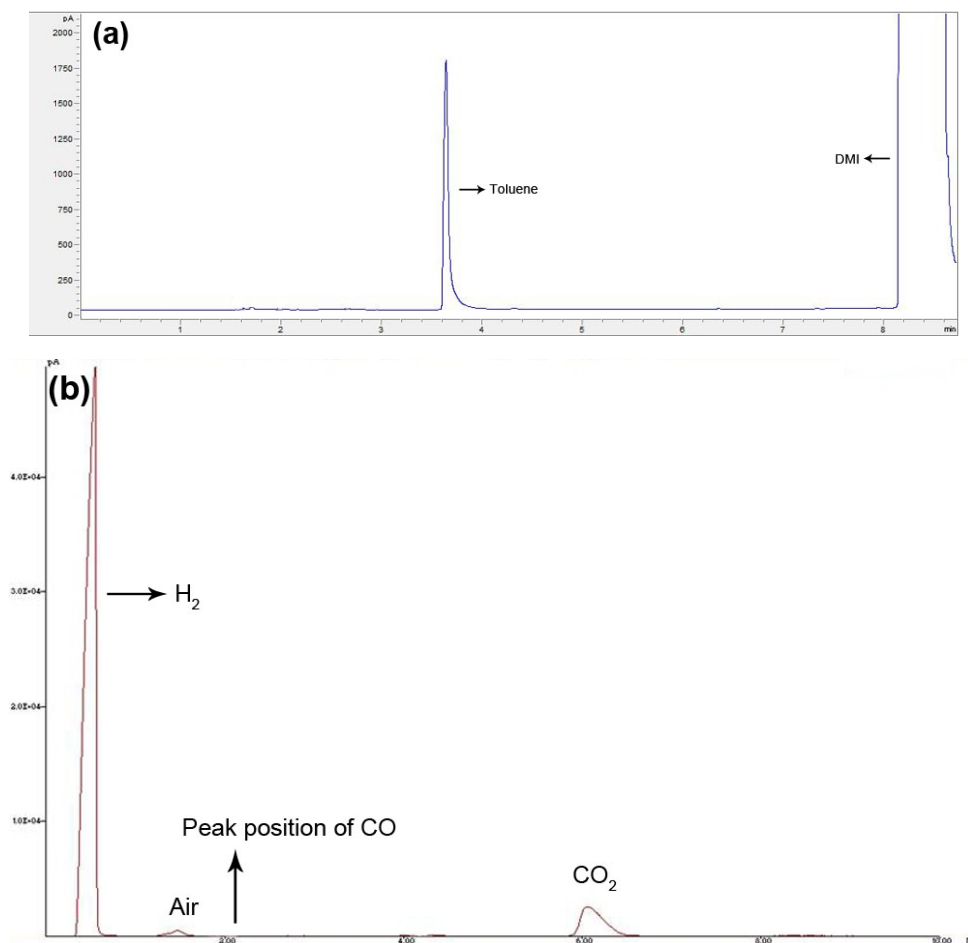 pA
(a)
2000
1750
1500
1250
1000
750
500
250
0
Toluene
DMI
1 2 3 4 5 6 7 8 min
pA
(b)
4.0E+04
3.0E+04
2.0E+04
1.0E+04
H2
Peak position of CO
Air
CO2
2.00 4.00 6.00 8.00 10.00